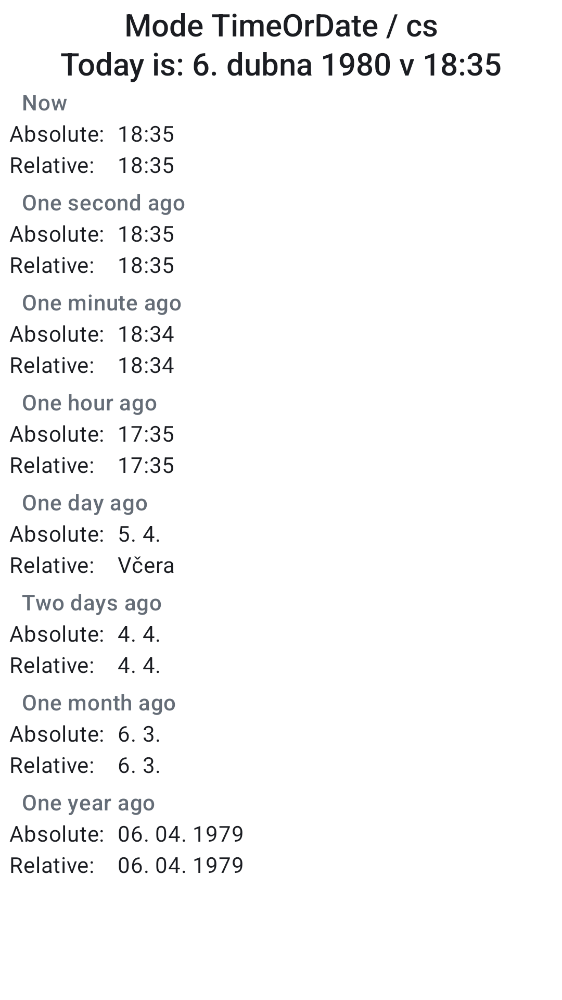 Mode TimeOrDate / cs
Today is: 6. dubna 1980 v 18:35
Now
Absolute: 18:35
Relative: 18:35
One second ago
Absolute: 18:35
Relative: 18:35
One minute ago
Absolute: 18:34
Relative: 18:34
One hour ago
Absolute: 17:35
Relative: 17:35
One day ago
Absolute: 5. 4.
Relative: Včera
Two days ago
Absolute: 4. 4.
Relative: 4. 4.
One month ago
Absolute: 6. 3.
Relative: 6. 3.
One year ago
Absolute: 06. 04. 1979
Relative: 06. 04. 1979